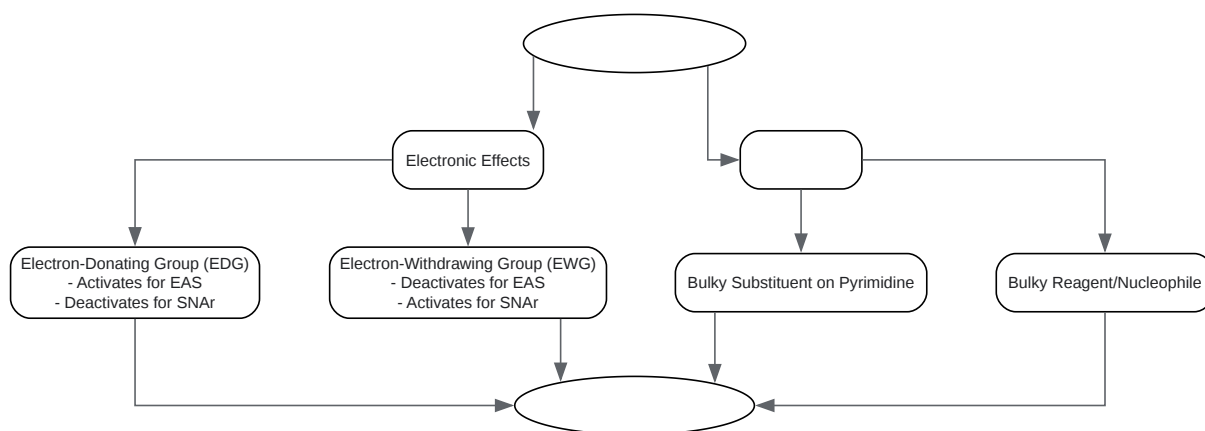 Electronic Effects
Electron-Donating Group (EDG)
- Activates for EAS
- Deactivates for SNAr
Electron-Withdrawing Group (EWG)
- Deactivates for EAS
- Activates for SNAr
Bulky Substituent on Pyrimidine
Bulky Reagent/Nucleophile